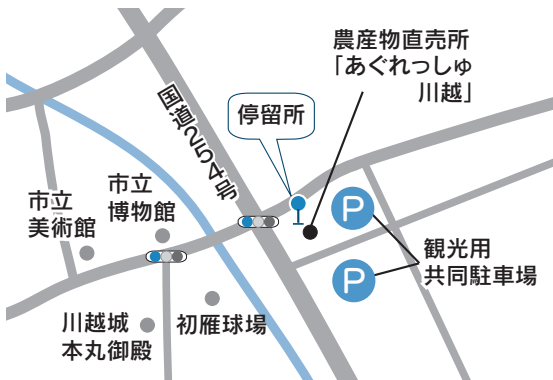 農産物直売所
「あぐれっしゅ
川越」
国道254号
停留所
市立
博物館
市立
美術館
P
観光用
共同駐車場
P
川越城
本丸御殿
初雁球場